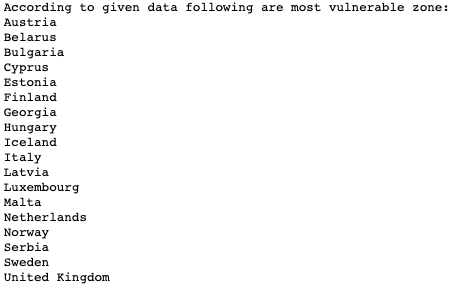 According to given data following are most vulnerable zone:
Austria
Belarus
Bulgaria
Cyprus
Estonia
Finland
Georgia
Hungary
Iceland
Italy
Latvia
Luxembourg
Malta
Netherlands
Norway
Serbia
Sweden
United Kingdom